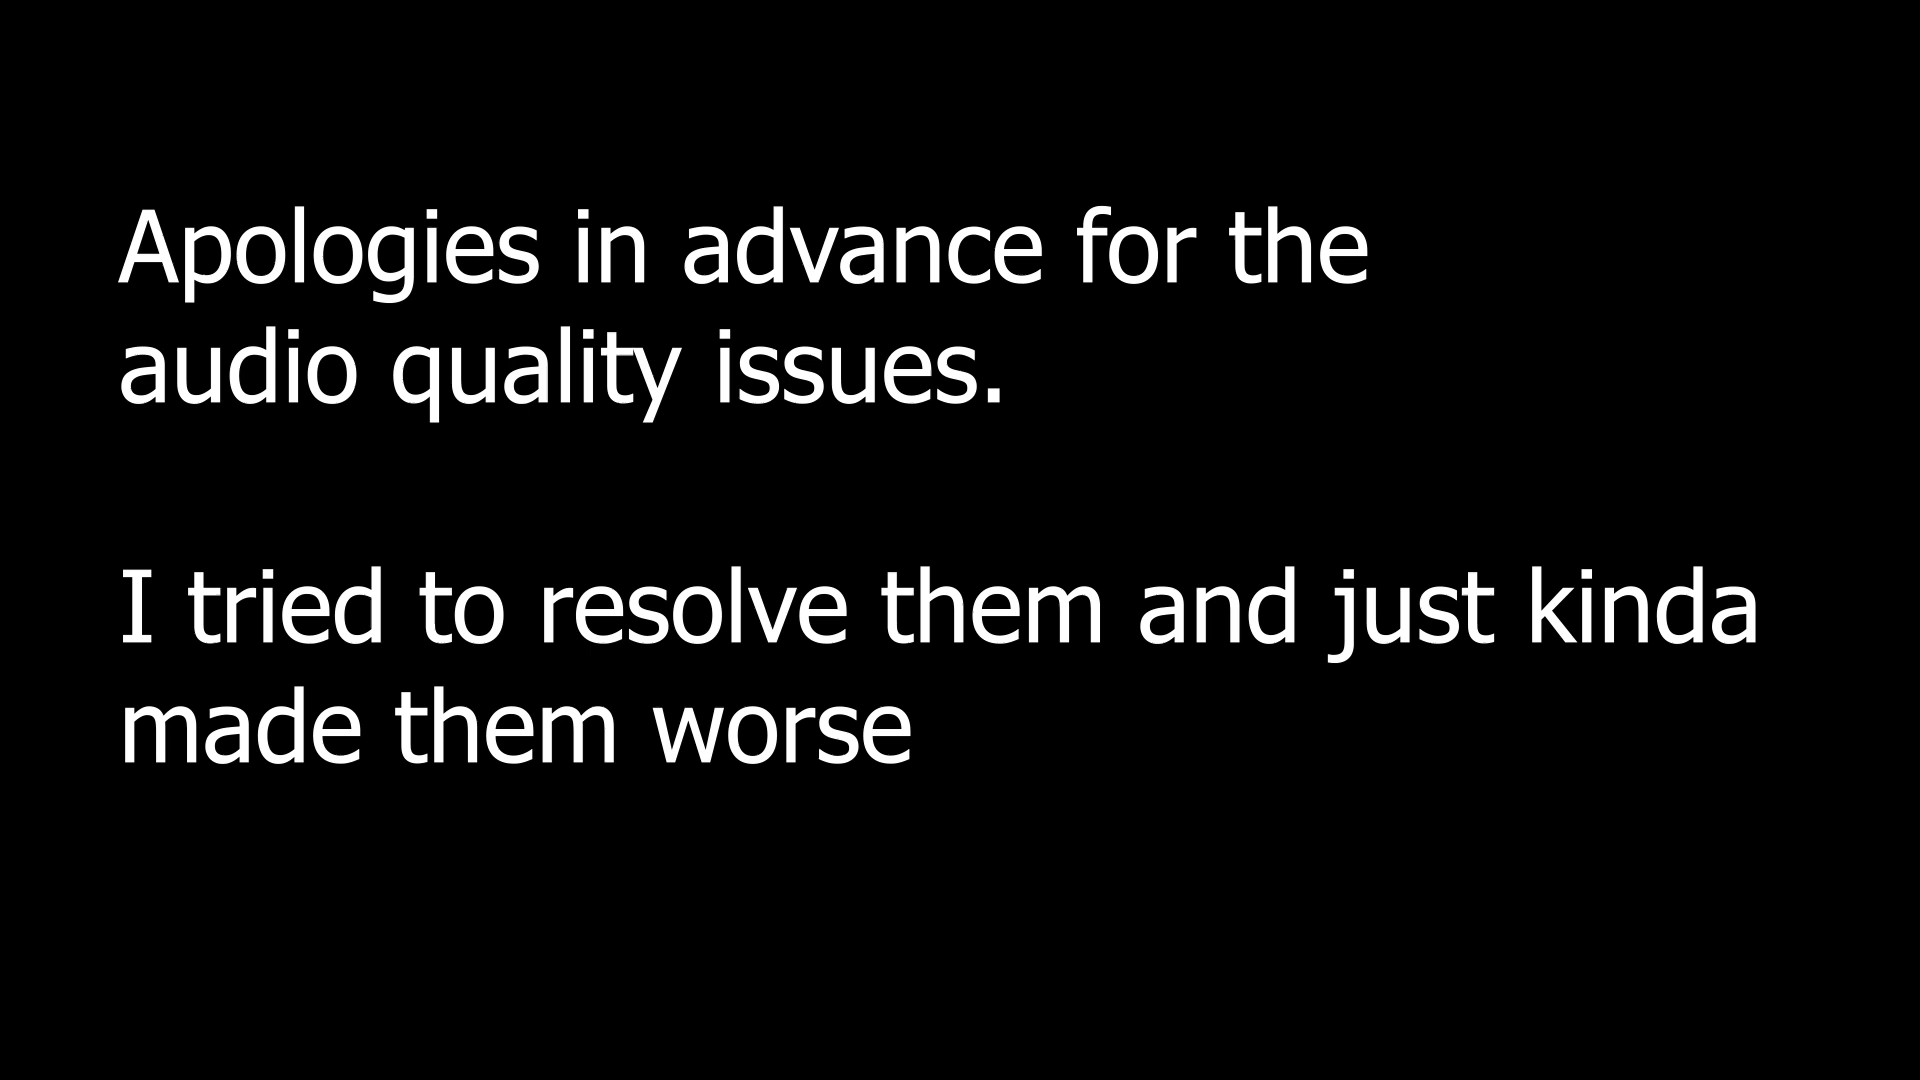 Apologies in advance for the
audio quality issues.
I tried to resolve them and just kinda
made them worse